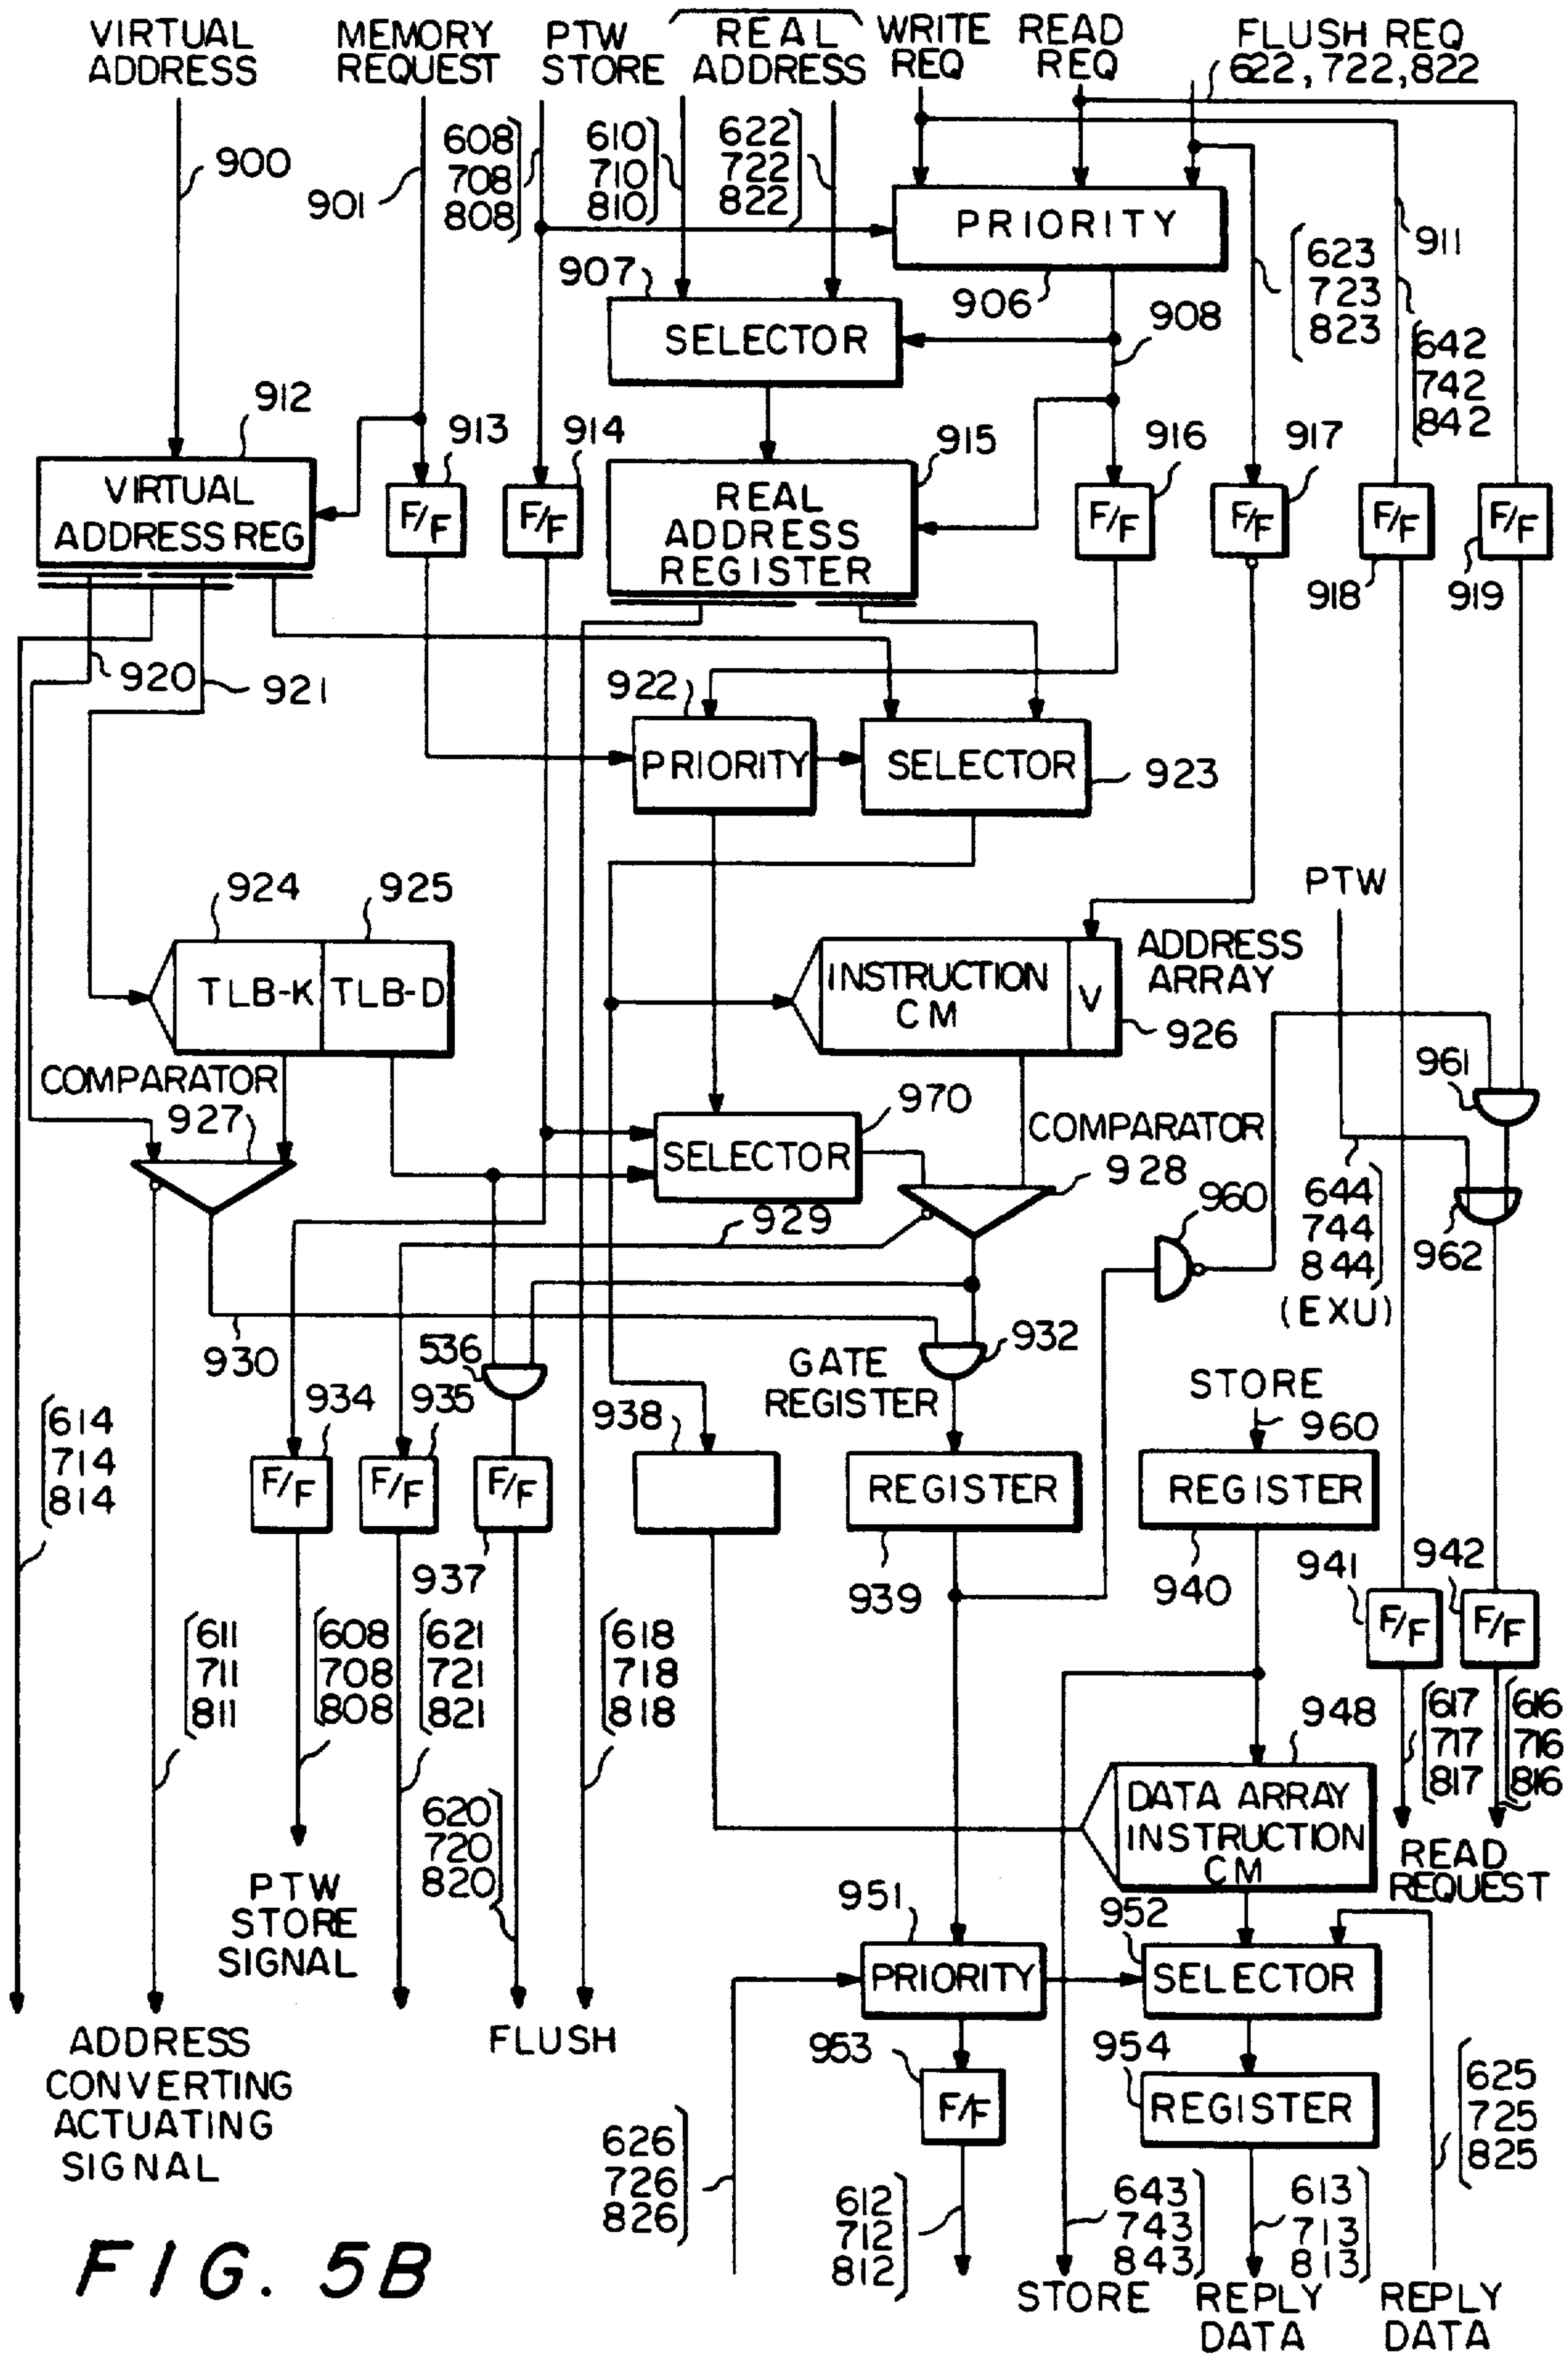 VIRTUAL
ADDRESS
MEMORY
REQUEST
PTW
STORE
REAL
ADDRESS
WRITE
REQ
READ
REQ
FLUSH REQ
622, 722, 822
900
901
608
708
808
610
710
810
622
722
822
PRIORITY
911
623
723
823
907
906
908
SELECTOR
642
742
842
912
913
914
915
916
917
VIRTUAL
ADDRESS REG
F/F
F/F
REAL
ADDRESS
REGISTER
F/F
F/F
F/F
F/F
918
919
920
921
922
PRIORITY
SELECTOR
923
924
925
PTW
TLB-K
TLB-D
INSTRUCTION
CM
V
ADDRESS
ARRAY
926
COMPARATOR
927
961
970
SELECTOR
COMPARATOR
928
929
960
644
744
844
(EXU)
962
930
536
932
GATE
REGISTER
STORE
960
614
714
814
934
935
938
F/F
F/F
F/F
REGISTER
REGISTER
937
939
940
941
942
F/F
F/F
611
711
811
608
708
808
621
721
821
618
718
818
617
717
817
616
716
816
948
620
720
820
DATA ARRAY
INSTRUCTION
CM
READ
REQUEST
PTW
STORE
SIGNAL
951
952
PRIORITY
SELECTOR
ADDRESS
CONVERTING
ACTUATING
SIGNAL
FLUSH
953
954
F/F
REGISTER
625
725
825
626
726
826
612
712
812
643
743
843
613
713
813
STORE
REPLY
DATA
REPLY
DATA
FIG. 5B